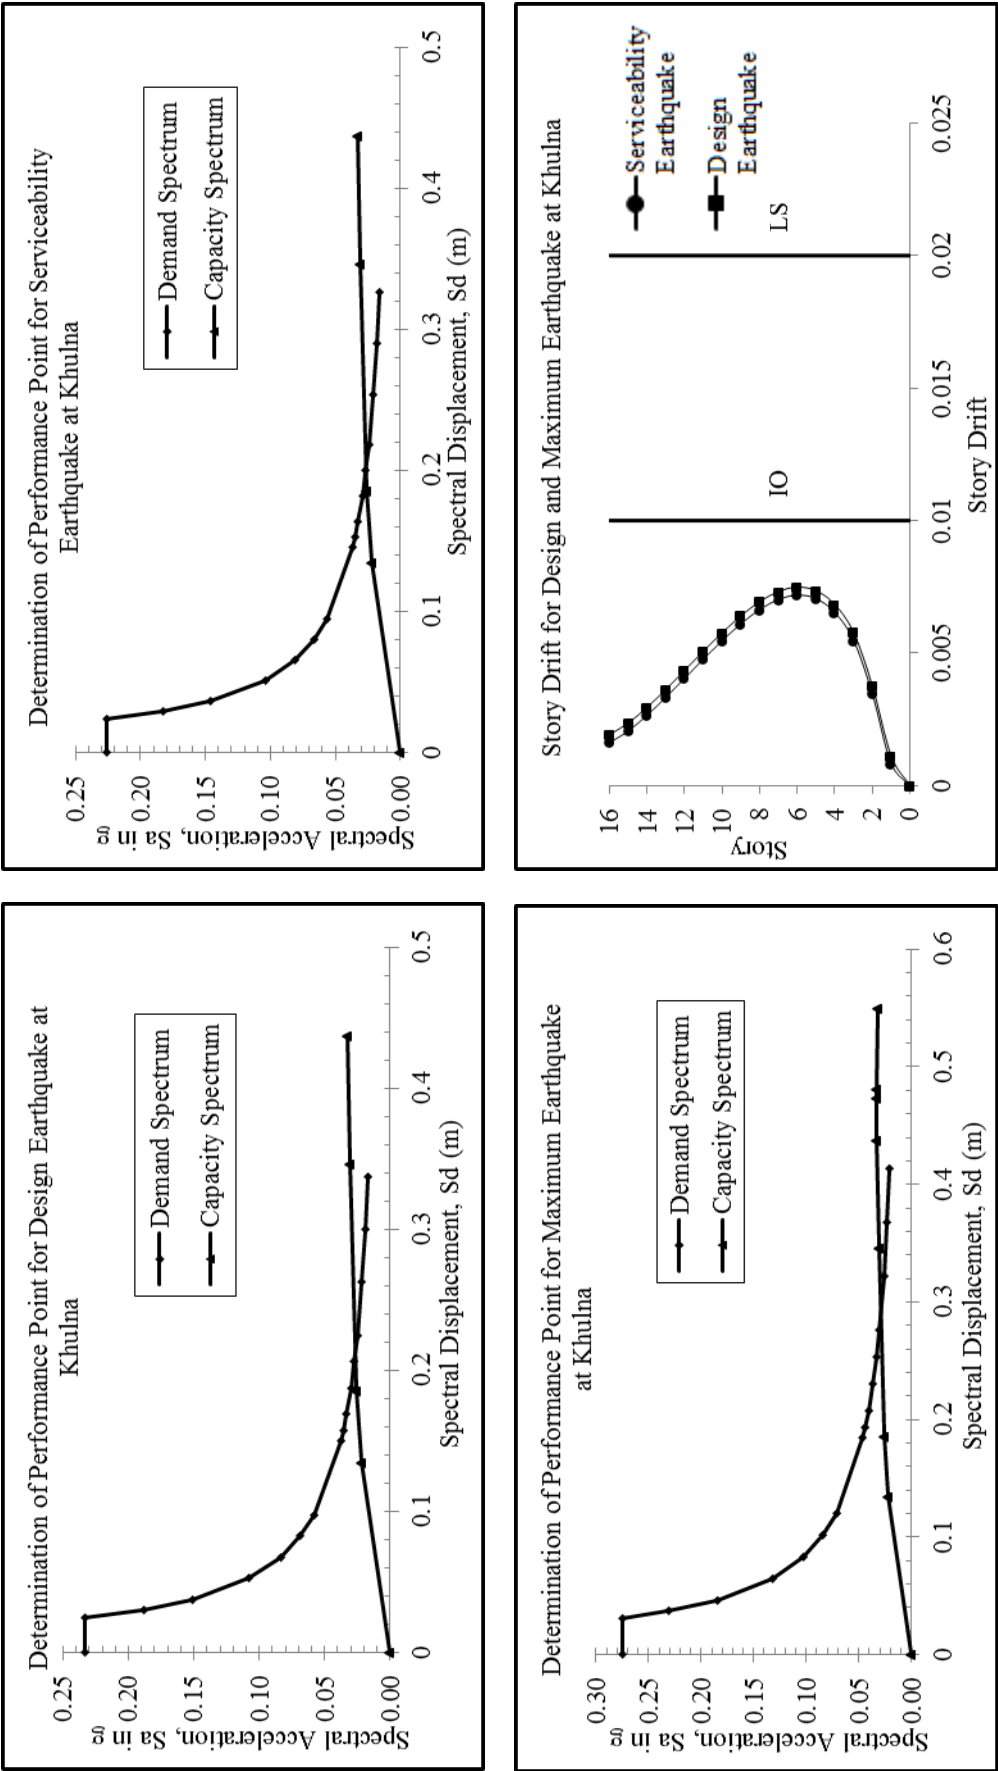 Determination of Performance Point for Design Earthquake at
Khulna
Demand Spectrum
Capacity Spectrum
Spectral Acceleration, Sa in g
0.25
0.20
0.15
0.10
0.05
0.00
0
0.1
0.2
0.3
0.4
0.5
Spectral Displacement, Sd (m)
Determination of Performance Point for Serviceability
Earthquake at Khulna
Demand Spectrum
Capacity Spectrum
Spectral Acceleration, Sa in g
0.25
0.20
0.15
0.10
0.05
0.00
0
0.1
0.2
0.3
0.4
0.5
Spectral Displacement, Sd (m)
Determination of Performance Point for Maximum Earthquake
at Khulna
Demand Spectrum
Capacity Spectrum
Spectral Acceleration, Sa in g
0.30
0.25
0.20
0.15
0.10
0.05
0.00
0
0.1
0.2
0.3
0.4
0.5
0.6
Spectral Displacement, Sd (m)
Story Drift for Design and Maximum Earthquake at Khulna
Serviceability
Earthquake
Design
Earthquake
IO
LS
Story
16
14
12
10
8
6
4
2
0
0
0.005
0.01
0.015
0.02
0.025
Story Drift